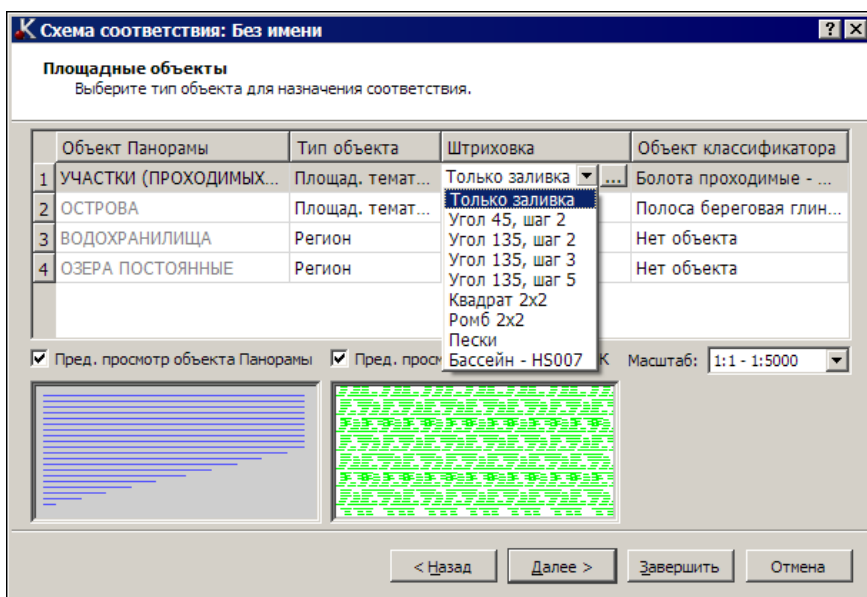 Схема соответствия: Без имени
Площадные объекты
Выберите тип объекта для назначения соответствия.
Объект Панорамы Тип объекта Штриховка Объект классификатора
1 УЧАСТКИ (ПРОХОДИМЫХ... Площад. темат... Только заливка ... Болота проходимые - ...
2 ОСТРОВА Площад. темат... Полоса береговая глин...
3 ВОДОХРАНИЛИЩА Регион Нет объекта
4 ОЗЕРА ПОСТОЯННЫЕ Регион Нет объекта
Только заливка
Угол 45, шаг 2
Угол 135, шаг 2
Угол 135, шаг 3
Угол 135, шаг 5
Квадрат 2x2
Ромб 2x2
Пески
Бассейн - HS007
Пред. просмотр объекта Панорамы Пред. прос К Масштаб: 1:1 - 1:5000
< Назад Далее > Завершить Отмена